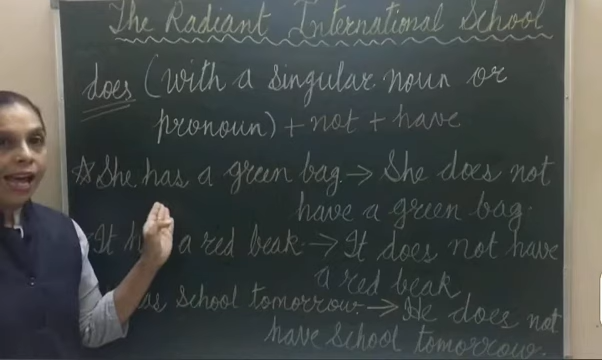 The Radiant International School
does (with a singular noun or
pronoun) + not + have
☆ She has a green bag. → She does not
have a green bag.
It h a red beak. → It does not have
a red beak
as school tomorrow. → He does not
have school tomorrow.